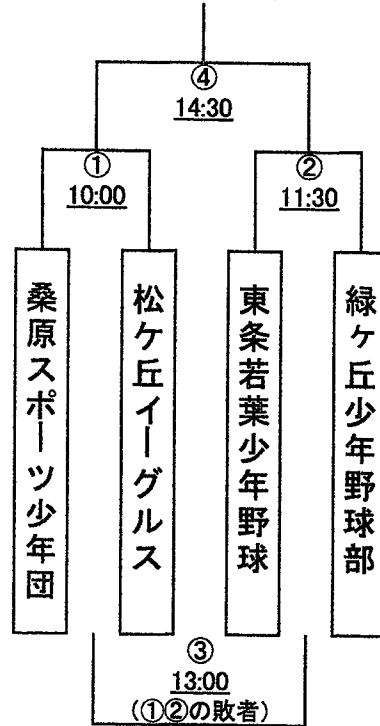 ④
14:30
①
10:00
②
11:30
桑原スポーツ少年団
松ケ丘イーグルス
東条若葉少年野球
緑ヶ丘少年野球部
③
13:00
(①②の敗者)